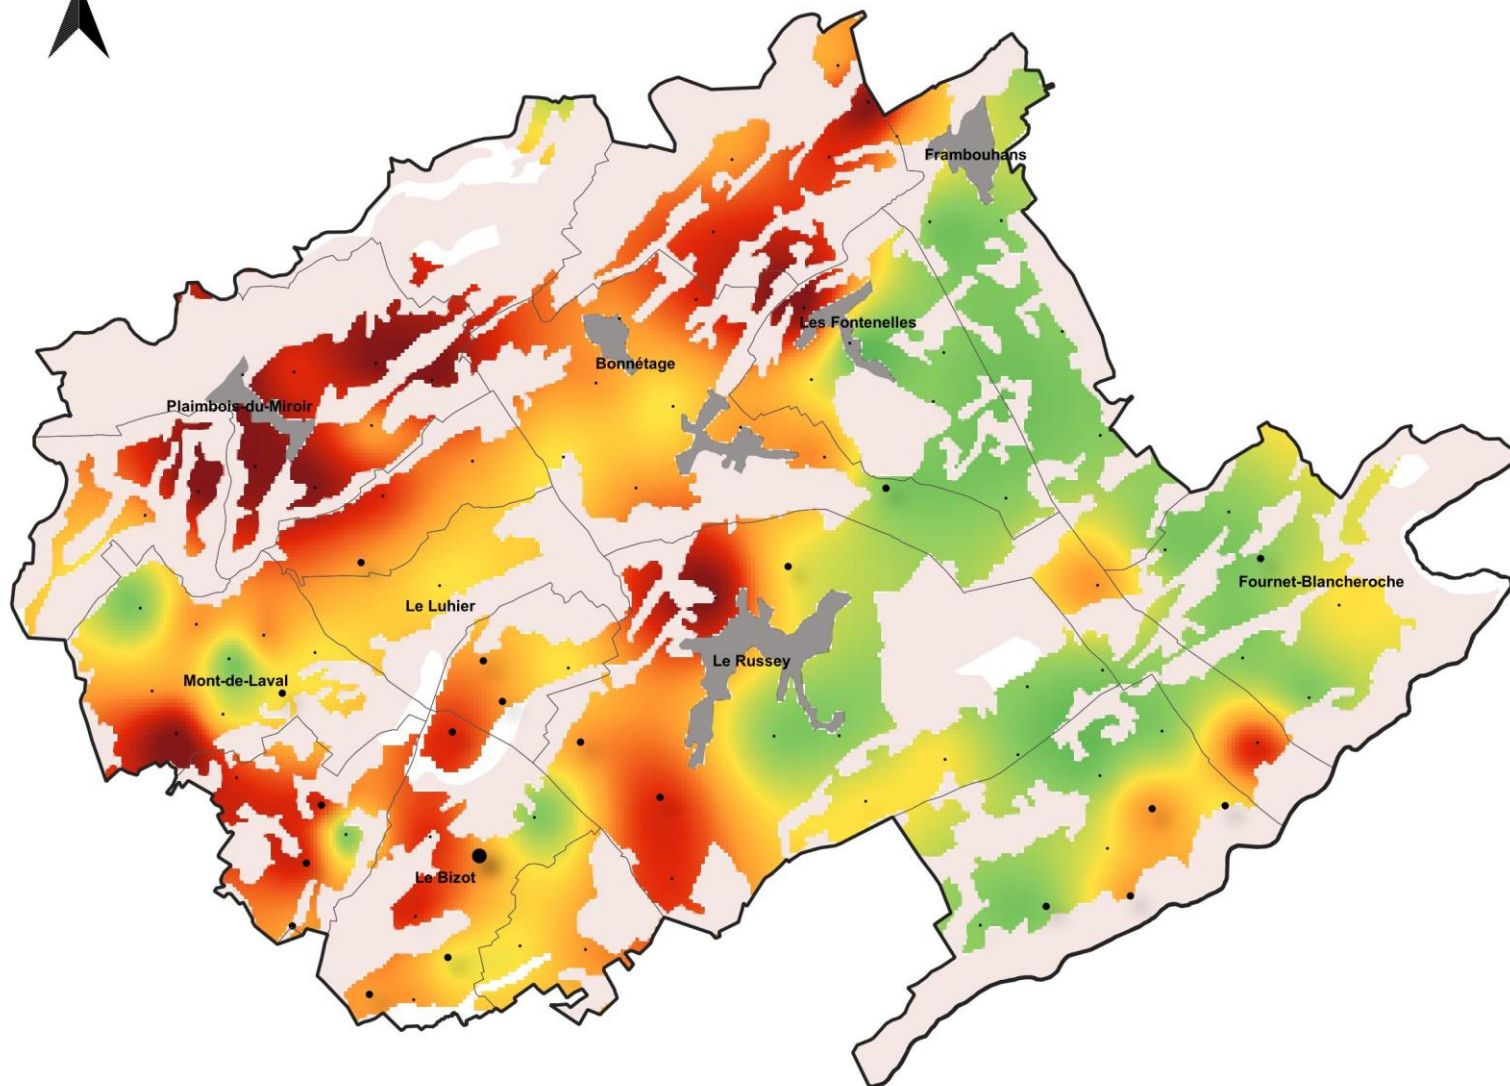 Frambouhans
Les Fontenelles
Bonnétage
Plaimbois-du-Miroir
Fournet-Blancheroche
Le Luhier
Le Russey
Mont-de-Laval
Le Bizot